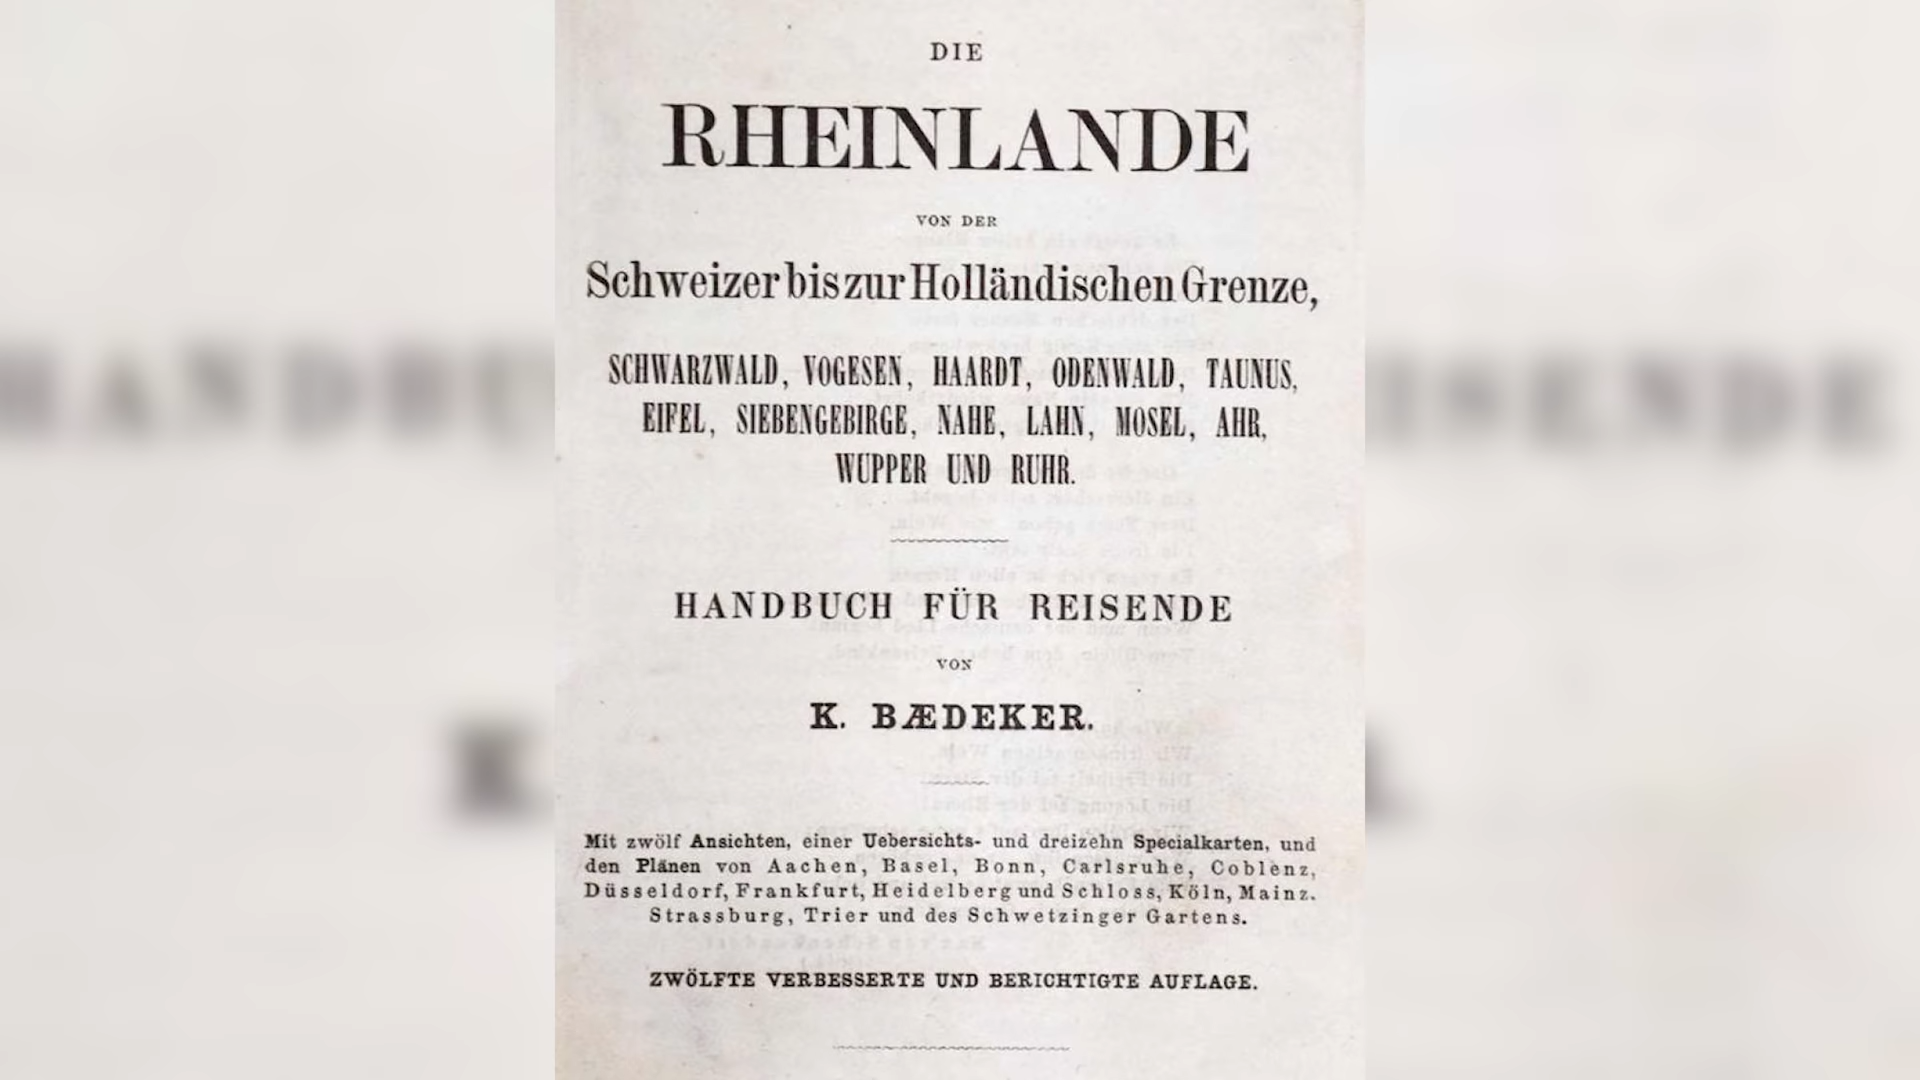 DIE
RHEINLANDE
VON DER
Schweizer bis zur Holländischen Grenze,
SCHWARZWALD, VOGESEN, HAARDT, ODENWALD, TAUNUS,
EIFEL, SIEBENGEBIRGE, NAHE, LAHN, MOSEL, AHR,
WUPPER UND RUHR.
HANDBUCH FÜR REISENDE
VON
K. BÆDEKER.
Mit zwölf Ansichten, einer Uebersichts- und dreizehn Specialkarten, und
den Plänen von Aachen, Basel, Bonn, Carlsruhe, Coblenz,
Düsseldorf, Frankfurt, Heidelberg und Schloss, Köln, Mainz.
Strassburg, Trier und des Schwetzinger Gartens.
ZWÖLFTE VERBESSERTE UND BERICHTIGTE AUFLAGE.